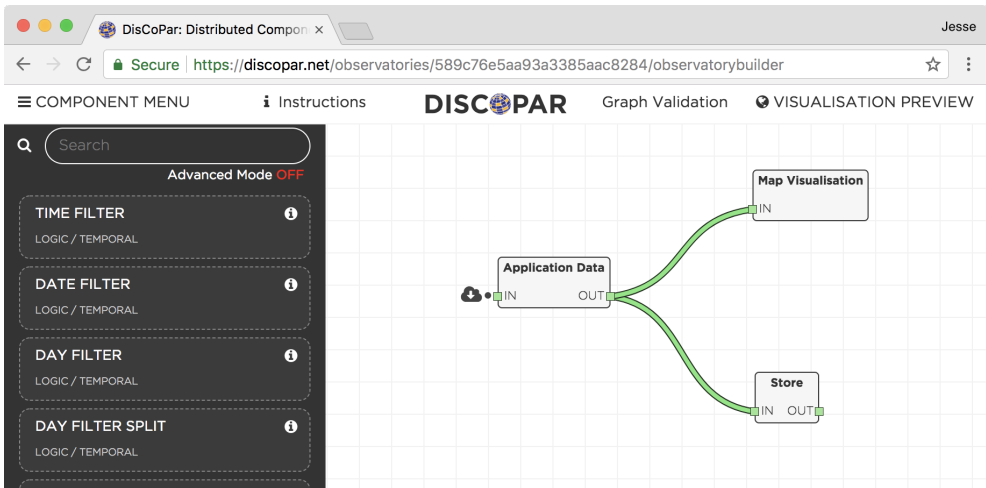 DisCoPar: Distributed Compon
Jesse
Secure https://discopar.net/observatories/589c76e5aa93a3385aac8284/observatorybuilder
COMPONENT MENU
Instructions
DISCOPAR
Graph Validation
VISUALISATION PREVIEW
Search
Advanced Mode OFF
TIME FILTER
LOGIC / TEMPORAL
DATE FILTER
LOGIC / TEMPORAL
DAY FILTER
LOGIC / TEMPORAL
DAY FILTER SPLIT
LOGIC / TEMPORAL
Map Visualisation
IN
Application Data
IN OUT
Store
IN OUT